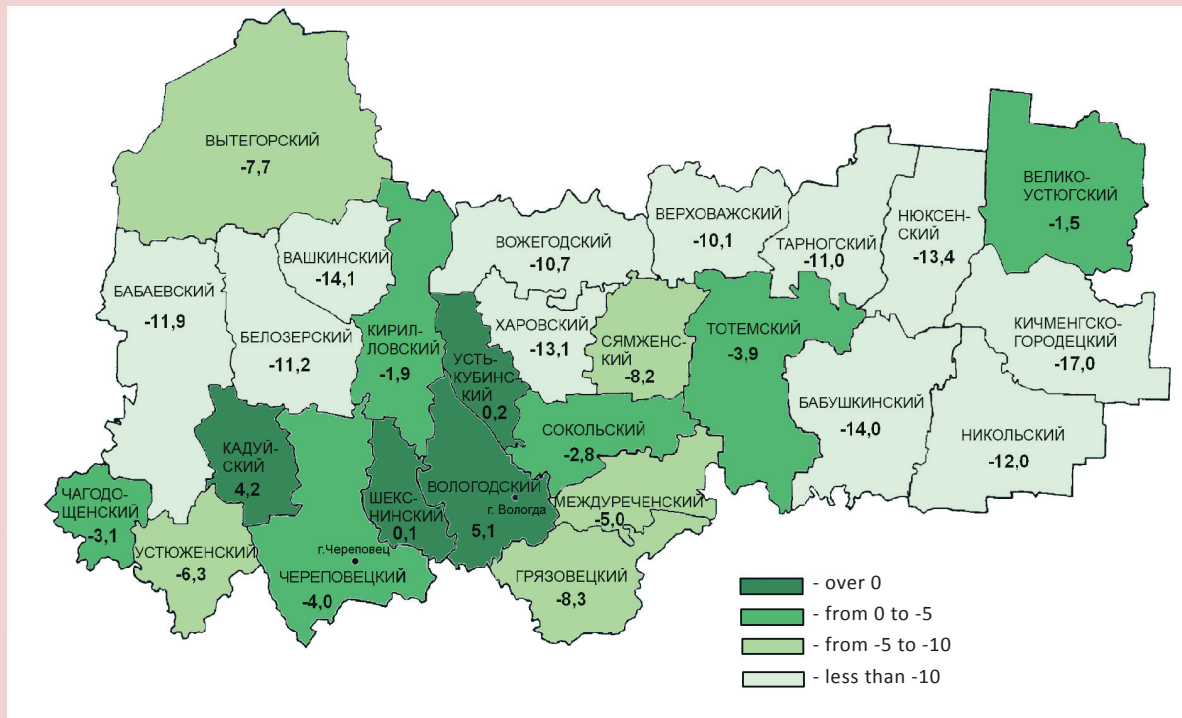 ВЫТЕГОРСКИЙ
-7,7
ВЕЛИКО-
УСТЮГСКИЙ
-1,5
ВЕРХОВАЖСКИЙ
-10,1
НЮКСЕН-
СКИЙ
-13,4
ТАРНОГСКИЙ
-11,0
ВОЖЕГОДСКИЙ
-10,7
ВАШКИНСКИЙ
-14,1
БАБАЕВСКИЙ
-11,9
БЕЛОЗЕРСКИЙ
-11,2
КИРИЛ-
ЛОВСКИЙ
-1,9
ХАРОВСКИЙ
-13,1
СЯМЖЕНС-
КИЙ
-8,2
ТОТЕМСКИЙ
-3,9
КИЧМЕНГСКО-
ГОРОДЕЦКИЙ
-17,0
УСТЬ-
КУБИНС-
КИЙ
0,2
БАБУШКИНСКИЙ
-14,0
НИКОЛЬСКИЙ
-12,0
СОКОЛЬСКИЙ
-2,8
КАДУЙ-
СКИЙ
4,2
ЧАГОДО-
ЩЕНСКИЙ
-3,1
ШЕКС-
НИНСКИЙ
0,1
ВОЛОГОДСКИЙ
г. Вологда
5,1
МЕЖДУРЕЧЕНСКИЙ
-5,0
УСТЮЖЕНСКИЙ
-6,3
г.Череповец
ЧЕРЕПОВЕЦКИЙ
-4,0
ГРЯЗОВЕЦКИЙ
-8,3
- over 0
- from 0 to -5
- from -5 to -10
- less than -10